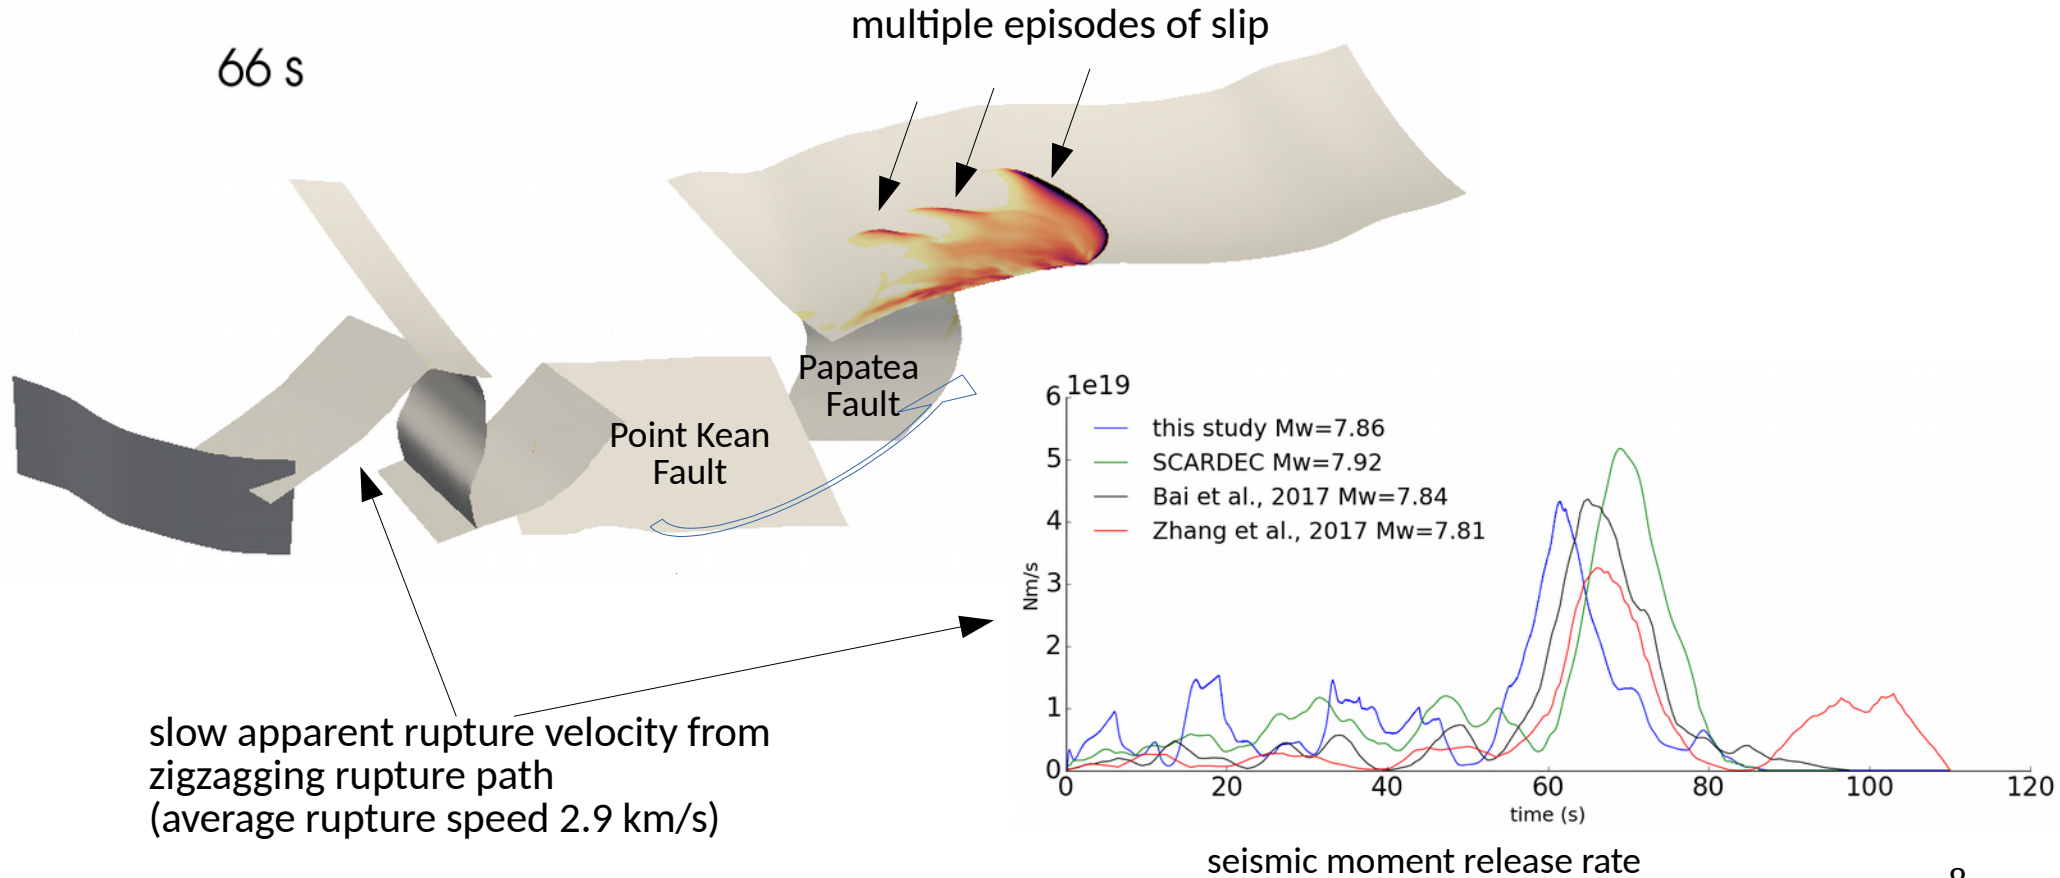 multiple episodes of slip
66 s
Papatea
Fault
Point Kean
Fault
slow apparent rupture velocity from
zigzagging rupture path
(average rupture speed 2.9 km/s)
1e19
6
5
4
3
2
1
0
Nm/s
this study Mw=7.86
SCARDEC Mw=7.92
Bai et al., 2017 Mw=7.84
Zhang et al., 2017 Mw=7.81
0 20 40 60 80 100 120
time (s)
seismic moment release rate